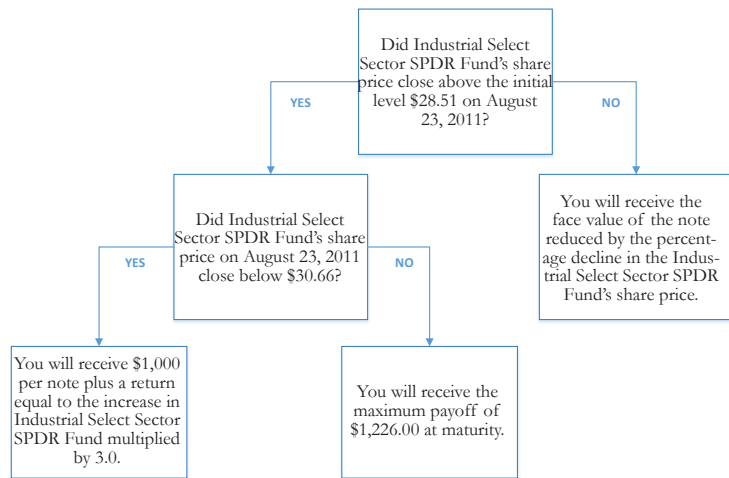 Did Industrial Select
Sector SPDR Fund's share
price close above the initial
level $28.51 on August
23, 2011?
YES
NO
Did Industrial Select
Sector SPDR Fund's share
price on August 23, 2011
close below $30.66?
You will receive the
face value of the note
reduced by the percent-
age decline in the Indus-
trial Select Sector SPDR
Fund's share price.
YES
NO
You will receive $1,000
per note plus a return
equal to the increase in
Industrial Select Sector
SPDR Fund multiplied
by 3.0.
You will receive the
maximum payoff of
$1,226.00 at maturity.